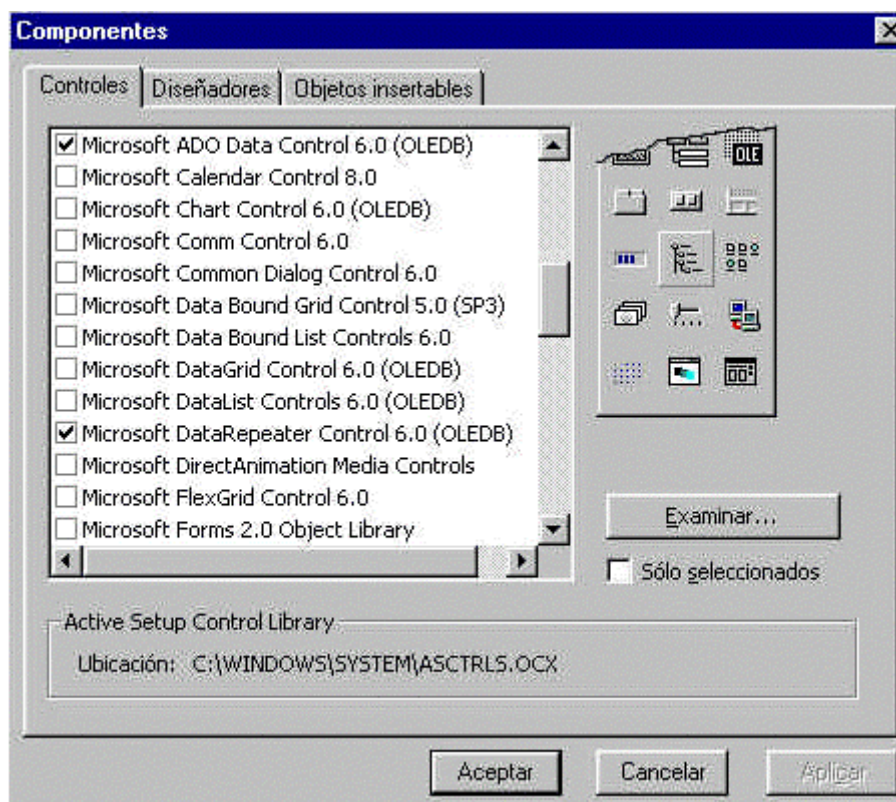 Componentes
Controles Diseñadores Objetos insertables
Microsoft ADO Data Control 6.0 (OLEDB)
Microsoft Calendar Control 8.0
Microsoft Chart Control 6.0 (OLEDB)
Microsoft Comm Control 6.0
Microsoft Common Dialog Control 6.0
Microsoft Data Bound Grid Control 5.0 (SP3)
Microsoft Data Bound List Controls 6.0
Microsoft DataGrid Control 6.0 (OLEDB)
Microsoft DataList Controls 6.0 (OLEDB)
Microsoft DataRepeater Control 6.0 (OLEDB)
Microsoft DirectAnimation Media Controls
Microsoft FlexGrid Control 6.0
Microsoft Forms 2.0 Object Library
OLE
Examinar...
Sólo seleccionados
Active Setup Control Library
Ubicación: C:\WINDOWS\SYSTEM\ASCTRLS.OCX
Aceptar Cancelar Aplicar